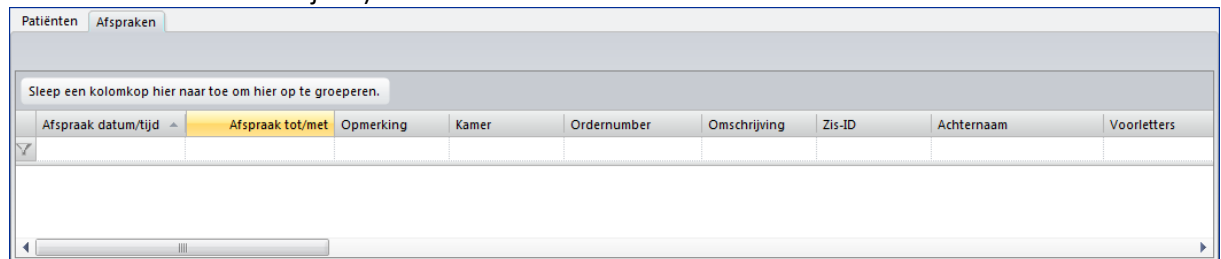 Patiënten Afspraken
Sleep een kolomkop hier naar toe om hier op te groeperen.
Afspraak datum/tijd Afspraak tot/met Opmerking Kamer Ordernumber Omschrijving Zis-ID Achternaam Voorletters